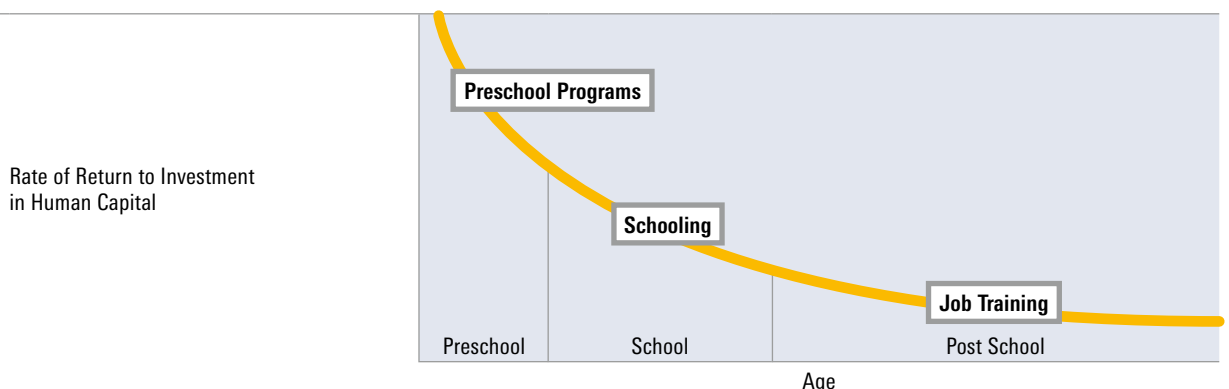 Preschool Programs
Rate of Return to Investment
in Human Capital
Schooling
Job Training
Preschool
School
Post School
Age